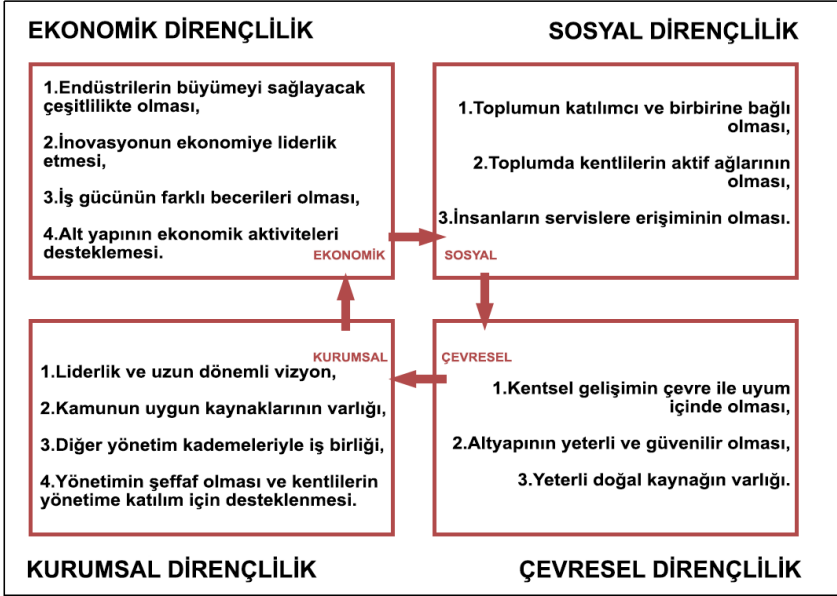 EKONOMİK DİRENÇLİLİK
1.Endüstrilerin büyümeyi sağlayacak
çeşitlilikte olması,
2.İnovasyonun ekonomiye liderlik
etmesi,
3.İş gücünün farklı becerileri olması,
4.Alt yapının ekonomik aktiviteleri
desteklemesi.
EKONOMİK
SOSYAL DİRENÇLİLİK
1.Toplumun katılımcı ve birbirine bağlı
olması,
2.Toplumda kentlilerin aktif ağlarının
olması,
3.İnsanların servislere erişiminin olması.
SOSYAL
KURUMSAL
1.Liderlik ve uzun dönemli vizyon,
2.Kamunun uygun kaynaklarının varlığı,
3.Diğer yönetim kademeleriyle iş birliği,
4.Yönetimin şeffaf olması ve kentlilerin
yönetime katılım için desteklenmesi.
KURUMSAL DİRENÇLİLİK
ÇEVRESEL
1.Kentsel gelişimin çevre ile uyum
içinde olması,
2.Altyapının yeterli ve güvenilir olması,
3.Yeterli doğal kaynağın varlığı.
ÇEVRESEL DİRENÇLİLİK